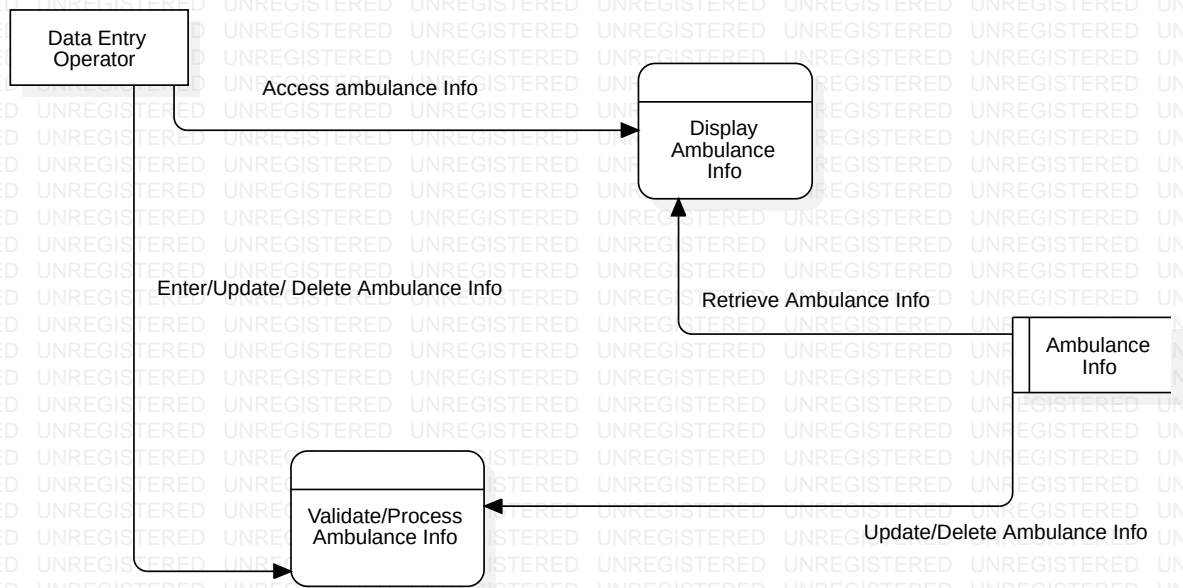 Data Entry
Operator
Access ambulance Info
Display
Ambulance
Info
Enter/Update/ Delete Ambulance Info
Retrieve Ambulance Info
Ambulance
Info
Validate/Process
Ambulance Info
Update/Delete Ambulance Info
UNREGISTERED